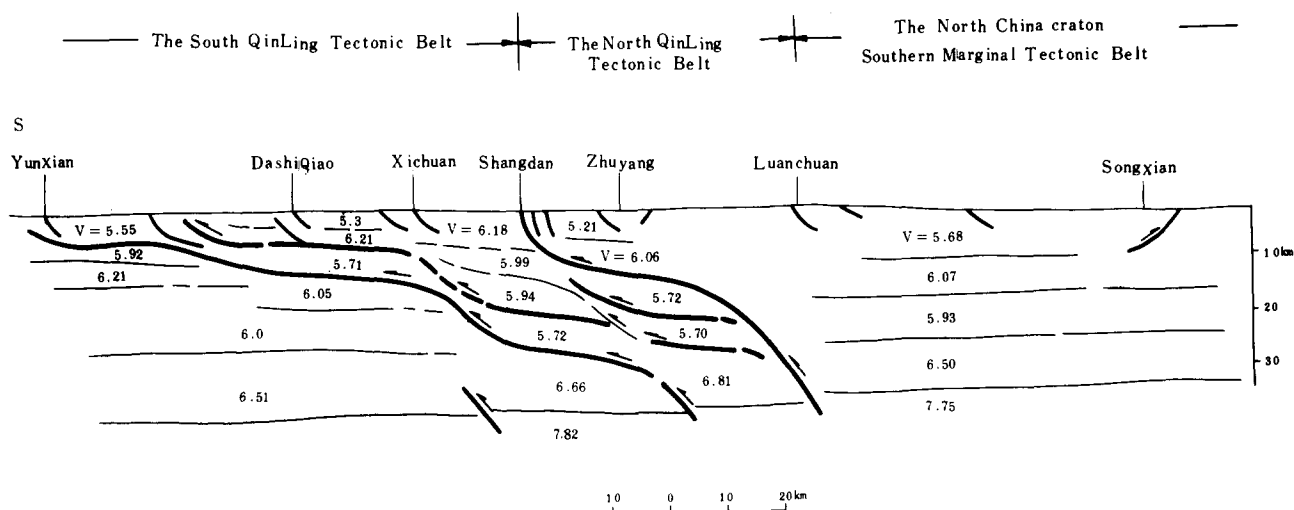 The South QinLing Tectonic Belt
The North QinLing
Tectonic Belt
The North China craton
Southern Marginal Tectonic Belt
S
YunXian
DashiQiao
Xichuan
Shangdan
Zhuyang
Luanchuan
Songxian
V = 5.55
5.3
6.21
V = 6.18
5.21
V = 5.68
5.92
5.71
5.99
V = 6.06
10km
6.21
6.05
5.94
5.72
6.07
20
6.0
5.72
5.70
5.93
30
6.51
6.66
6.81
6.50
7.82
7.75
10 0 10 20km